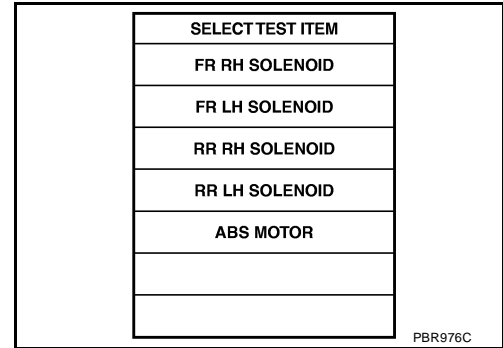 SELECT TEST ITEM
FR RH SOLENOID
FR LH SOLENOID
RR RH SOLENOID
RR LH SOLENOID
ABS MOTOR
PBR976C